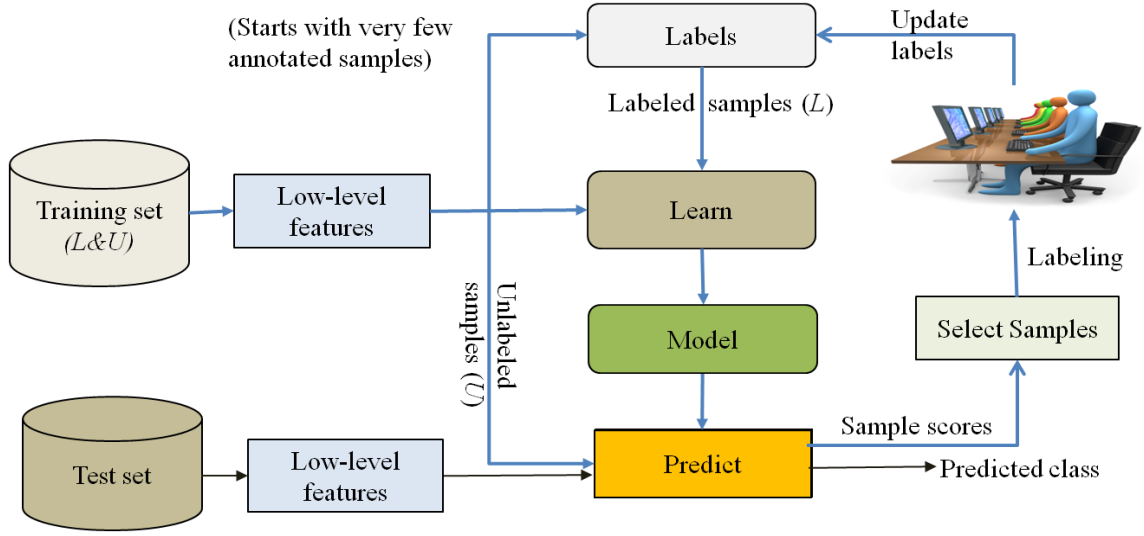 (Starts with very few
annotated samples)
Labels
Update
labels
Labeled samples (L)
Training set
(L&U)
Low-level
features
Learn
Labeling
Unlabeled
samples (U)
Model
Select Samples
Test set
Low-level
features
Predict
Sample scores
Predicted class